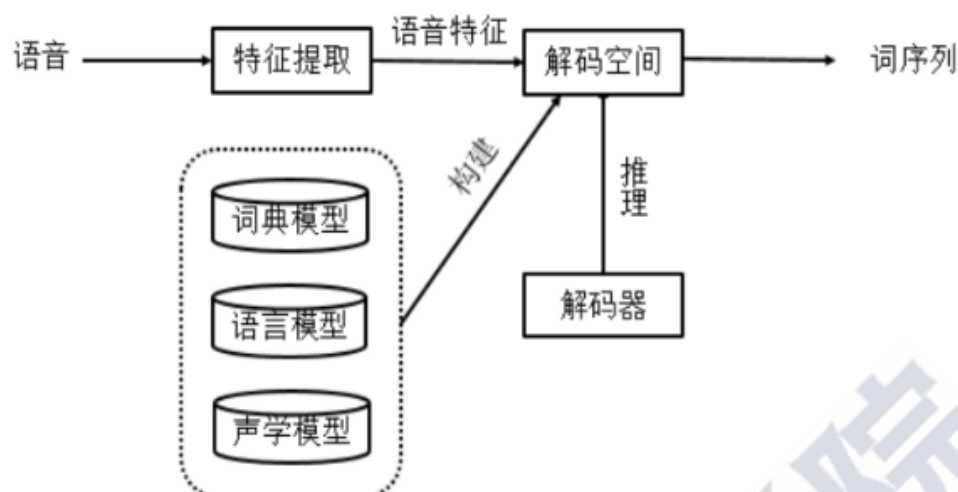 语音
特征提取
语音特征
解码空间
词序列
构建
推理
词典模型
语言模型
声学模型
解码器
院